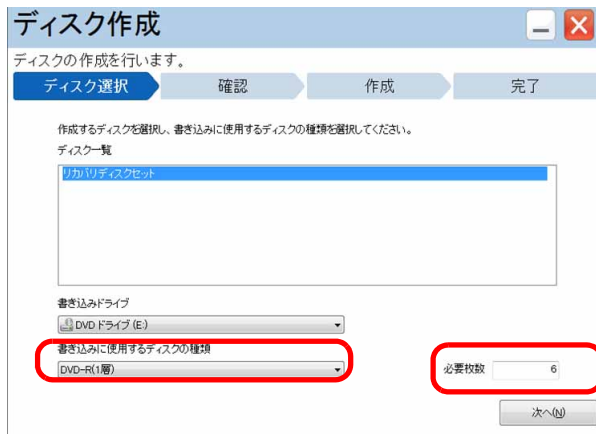 ディスク作成
ディスクの作成を行います。
ディスク選択 確認 作成 完了
作成するディスクを選択し、書き込みに使用するディスクの種類を選択してください。
ディスク一覧
リカバリディスクセット
書き込みドライブ
DVD ドライブ (E:)
書き込みに使用するディスクの種類
DVD-R(1層)
必要枚数 6
次へ(N)